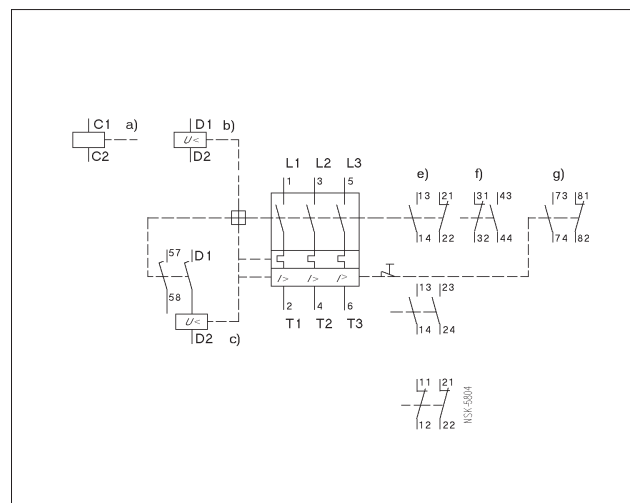 C1 a)
C2
D1 b)
U<
D2
L1 L2 L3
1 3 5
e) f) g)
13 21 31 43 73 81
14 22 32 44 74 82
57 D1
58
U<
D2 c)
I> I> I>
2 4 6
T1 T2 T3
13 23
14 24
11 21
12 22
NSK-5804